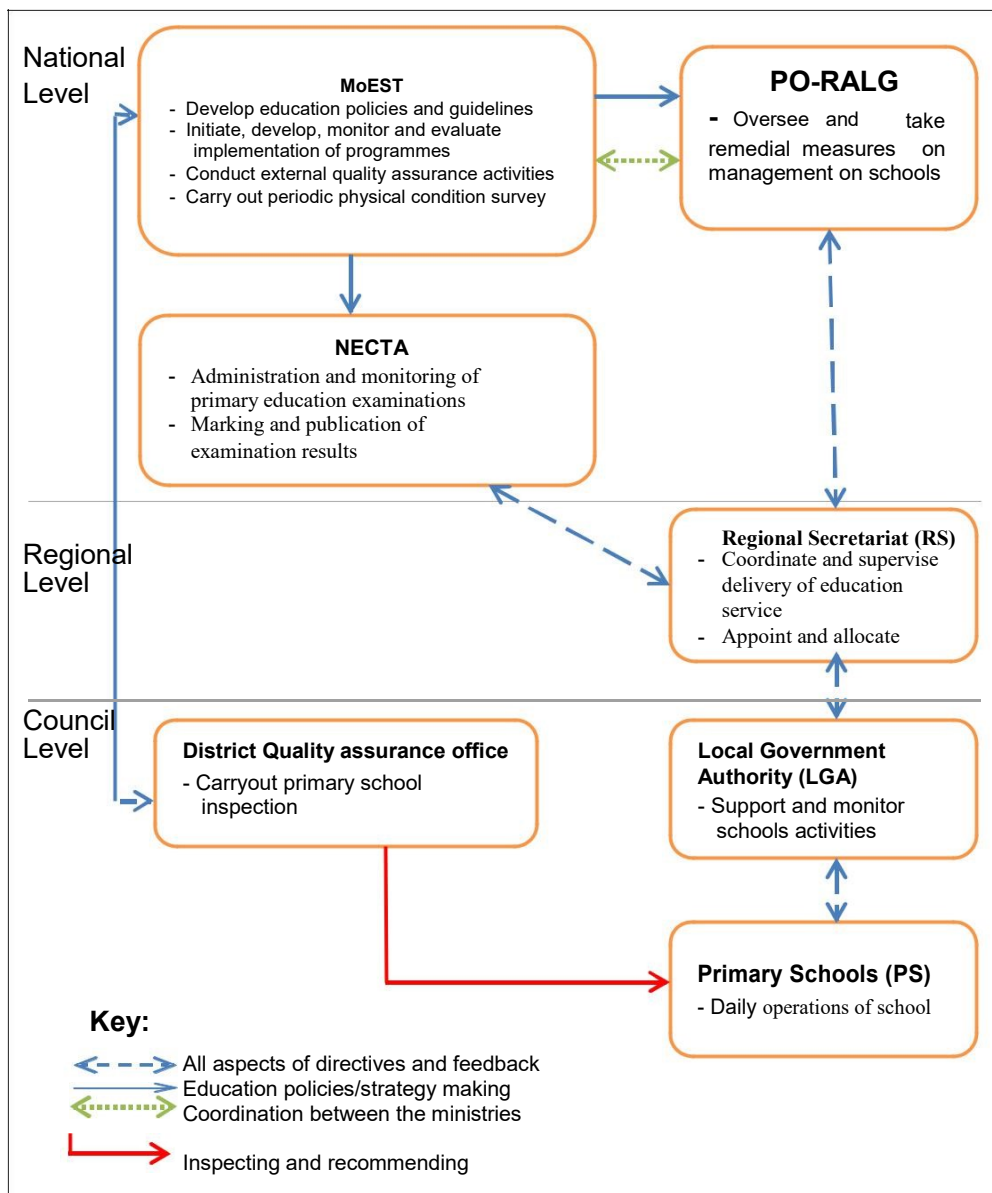 National
Level
MoEST
- Develop education policies and guidelines
- Initiate, develop, monitor and evaluate
implementation of programmes
- Conduct external quality assurance activities
- Carry out periodic physical condition survey
PO-RALG
- Oversee and take
remedial measures on
management on schools
NECTA
- Administration and monitoring of
primary education examinations
- Marking and publication of
examination results
Regional
Level
Regional Secretariat (RS)
- Coordinate and supervise
delivery of education
service
- Appoint and allocate
Council
Level
District Quality assurance office
- Carryout primary school
inspection
Local Government
Authority (LGA)
- Support and monitor
schools activities
Primary Schools (PS)
- Daily operations of school
Key:
All aspects of directives and feedback
Education policies/strategy making
Coordination between the ministries
Inspecting and recommending